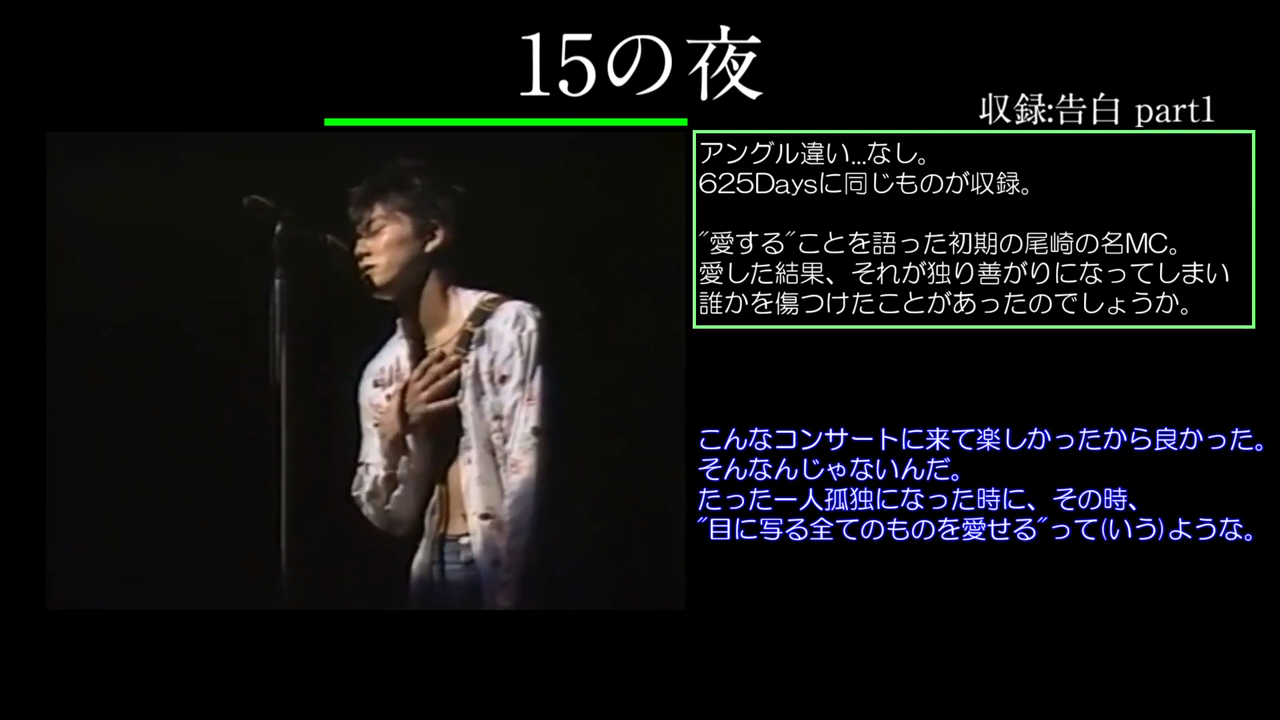 15の夜
収録:告白 part1
アングル違い...なし。
625Daysに同じものが収録。
"愛する"ことを語った初期の尾崎の名MC。
愛した結果、それが独り善がりになってしまい
誰かを傷つけたことがあったのでしょうか。
こんなコンサートに来て楽しかったから良かった。
そんなんじゃないんだ。
たった一人孤独になった時に、その時、
"目に写る全てのものを愛せる"って(いう)ような。